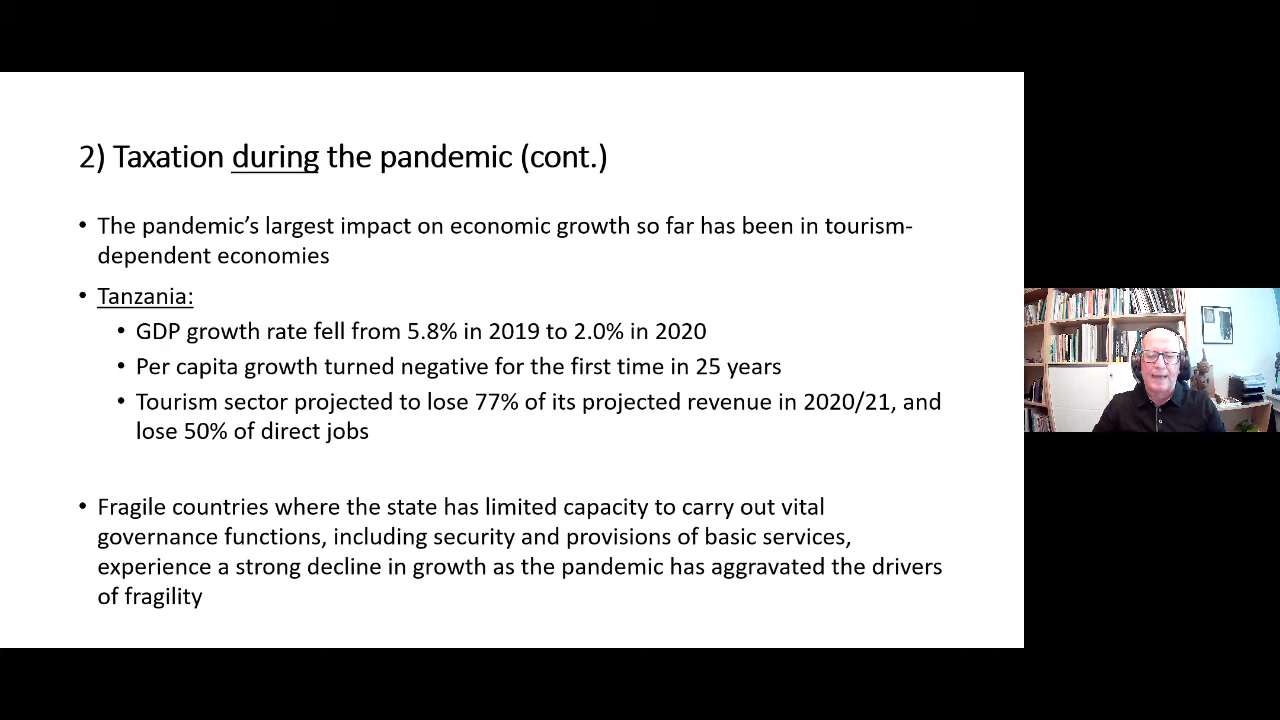 2) Taxation during the pandemic (cont.)
• The pandemic’s largest impact on economic growth so far has been in tourism-
dependent economies
• Tanzania:
• GDP growth rate fell from 5.8% in 2019 to 2.0% in 2020
• Per capita growth turned negative for the first time in 25 years
• Tourism sector projected to lose 77% of its projected revenue in 2020/21, and
lose 50% of direct jobs
• Fragile countries where the state has limited capacity to carry out vital
governance functions, including security and provisions of basic services,
experience a strong decline in growth as the pandemic has aggravated the drivers
of fragility